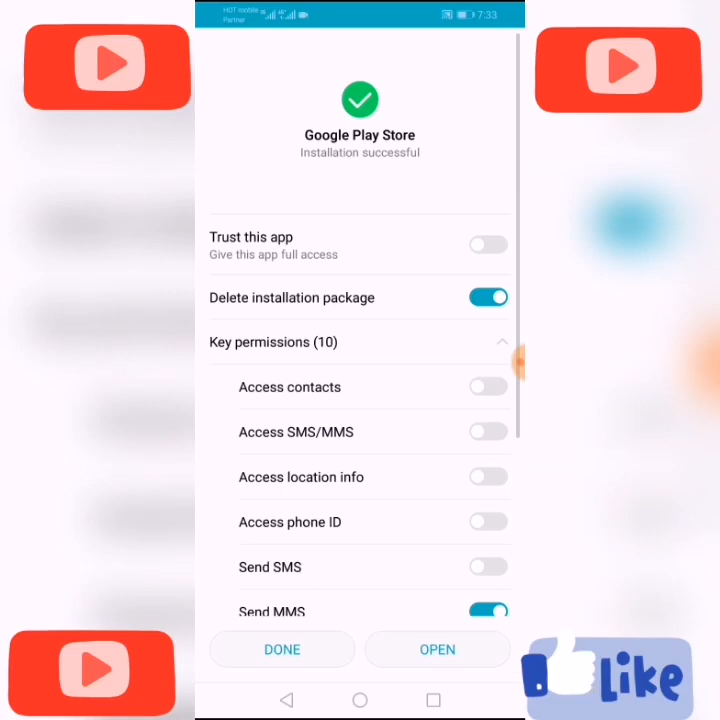 HOT mobile
Partner
7:33
Google Play Store
Installation successful
Trust this app
Give this app full access
Delete installation package
Key permissions (10)
Access contacts
Access SMS/MMS
Access location info
Access phone ID
Send SMS
Send MMS
DONE
OPEN
Like